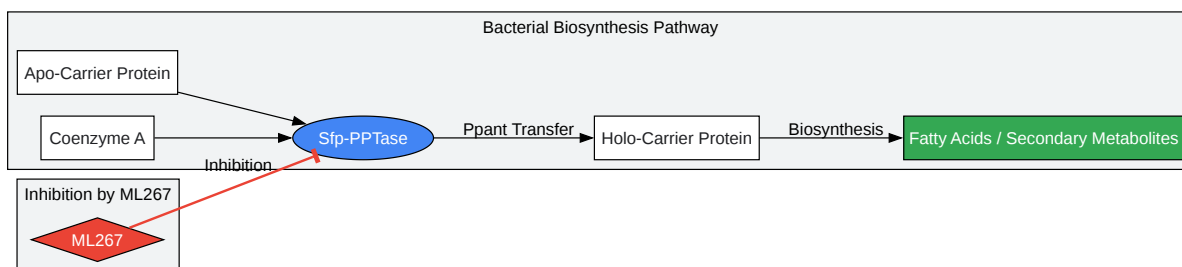 Bacterial Biosynthesis Pathway
Apo-Carrier Protein
Coenzyme A
Sfp-PPTase
Ppant Transfer
Holo-Carrier Protein
Biosynthesis
Fatty Acids / Secondary Metabolites
Inhibition
Inhibition by ML267
ML267